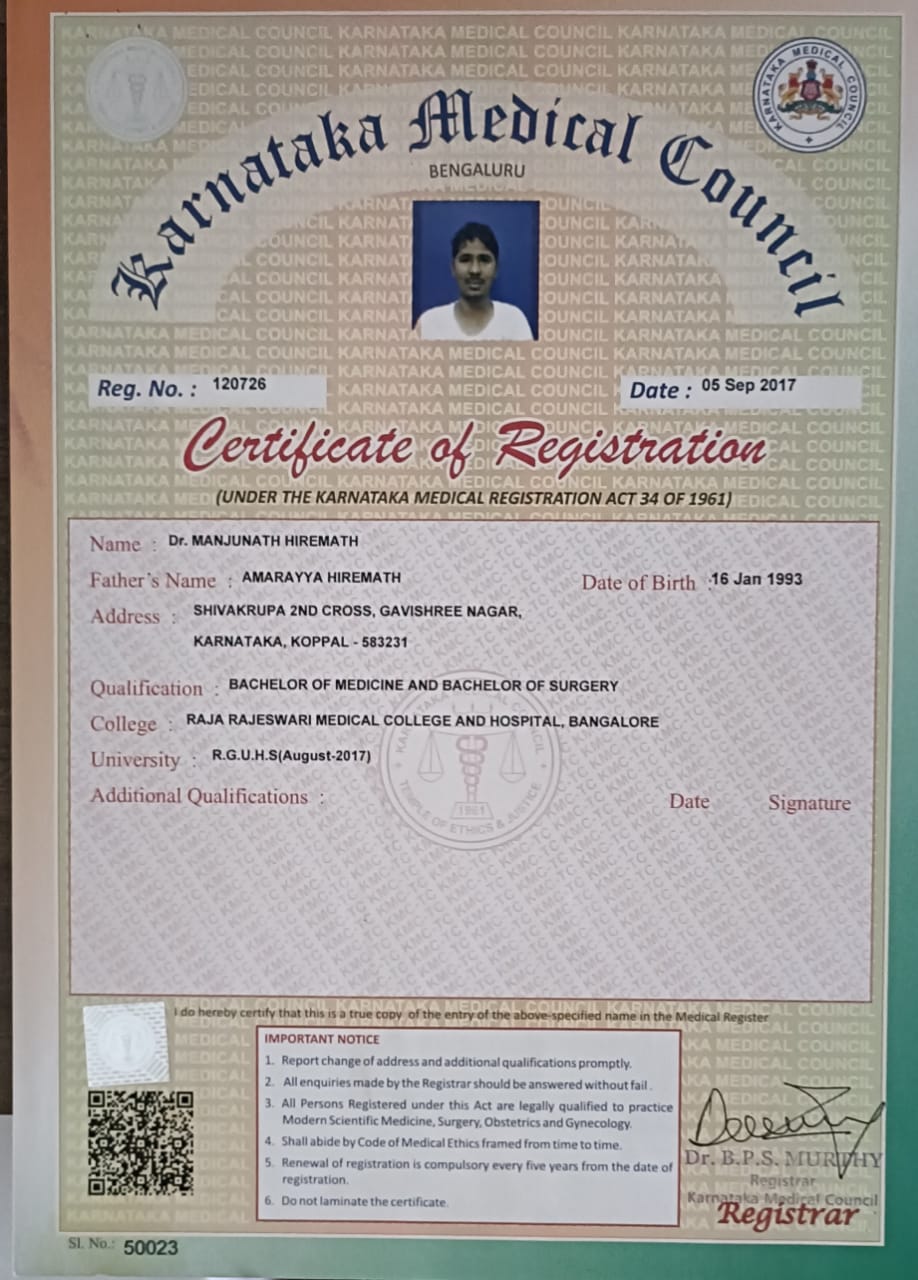 Karnataka Medical Council
BENGALURU
KARNATAKA MEDICAL COUNCIL
Reg. No. : 120726
Date : 05 Sep 2017
Certificate of Registration
(UNDER THE KARNATAKA MEDICAL REGISTRATION ACT 34 OF 1961)
Name : Dr. MANJUNATH HIREMATH
Father's Name : AMARAYYA HIREMATH
Date of Birth : 16 Jan 1993
Address : SHIVAKRUPA 2ND CROSS, GAVISHREE NAGAR,
KARNATAKA, KOPPAL - 583231
Qualification : BACHELOR OF MEDICINE AND BACHELOR OF SURGERY
College : RAJA RAJESWARI MEDICAL COLLEGE AND HOSPITAL, BANGALORE
University : R.G.U.H.S(August-2017)
Additional Qualifications :
Date
Signature
1961
I do hereby certify that this is a true copy of the entry of the above-specified name in the Medical Register
IMPORTANT NOTICE
1. Report change of address and additional qualifications promptly.
2. All enquiries made by the Registrar should be answered without fail .
3. All Persons Registered under this Act are legally qualified to practice
Modern Scientific Medicine, Surgery, Obstetrics and Gynecology.
4. Shall abide by Code of Medical Ethics framed from time to time.
5. Renewal of registration is compulsory every five years from the date of
registration.
6. Do not laminate the certificate.
Dr. B.P.S. MURTHY
Registrar
Karnataka Medical Council
Registrar
Sl. No.: 50023